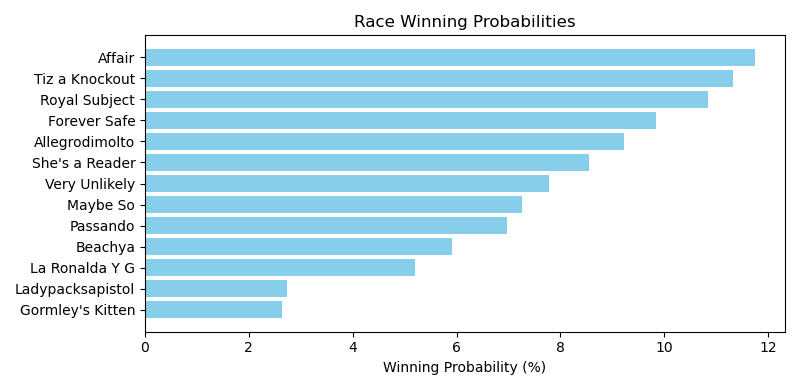 Race Winning Probabilities
Affair
Tiz a Knockout
Royal Subject
Forever Safe
Allegrodimolto
She's a Reader
Very Unlikely
Maybe So
Passando
Beachya
La Ronalda Y G
Ladypacksapistol
Gormley's Kitten
0 2 4 6 8 10 12
Winning Probability (%)